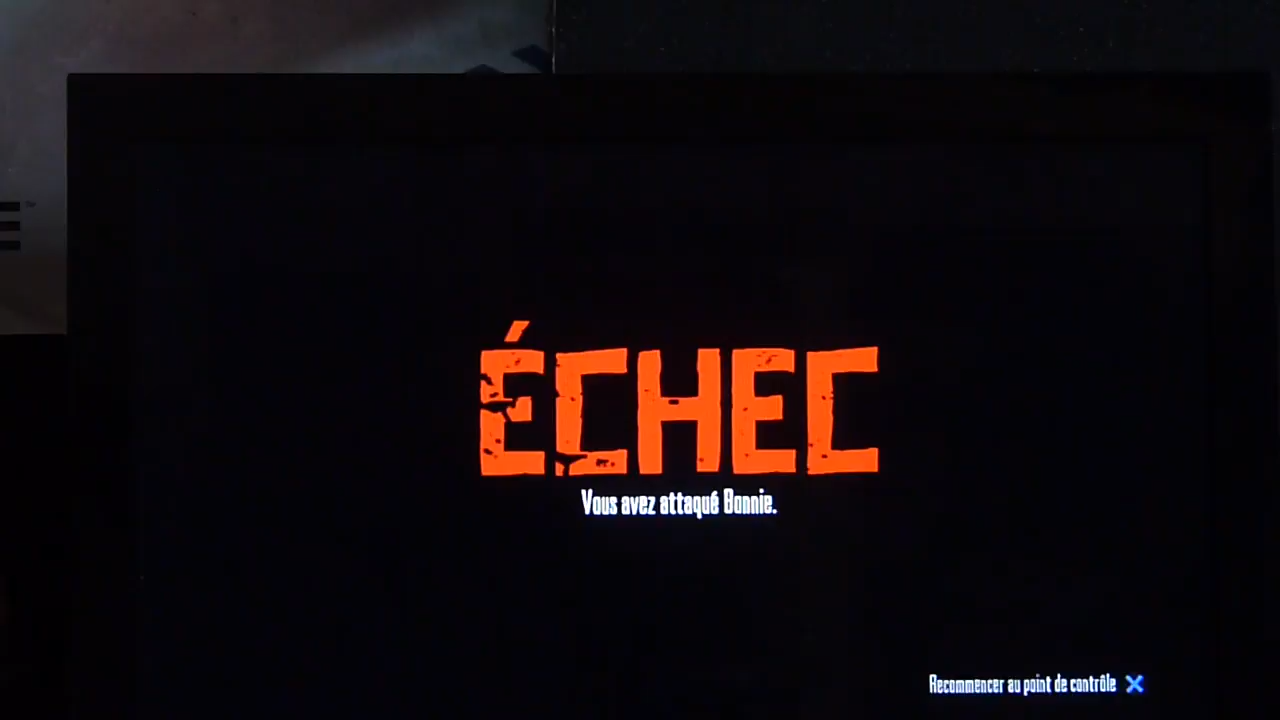 ÉCHEC
Vous avez attaqué Bonnie.
Recommencer au point de contrôle